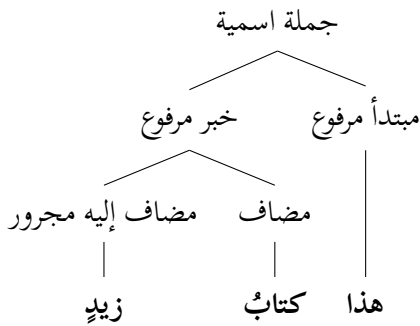 جملة اسمية
مبتدأ مرفوع خبر مرفوع
مضاف مضاف إليه مجرور
هذا كتابُ زيدٍ